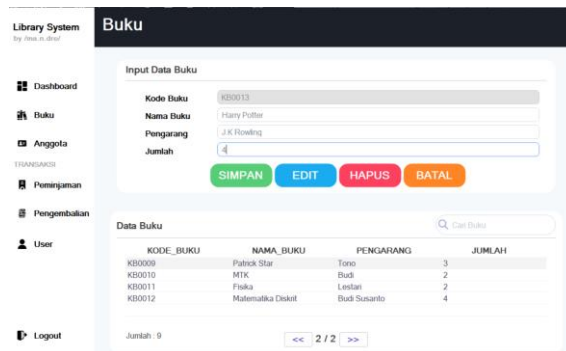 Library System
by /me.n.dro/
Buku
Dashboard
Buku
Anggota
TRANSAKSI
Peminjaman
Pengembalian
User
Logout
Input Data Buku
Kode Buku KB0013
Nama Buku Harry Potter
Pengarang J.K Rowling
Jumlah 4
SIMPAN EDIT HAPUS BATAL
Data Buku Cari Buku
KODE_BUKU NAMA_BUKU PENGARANG JUMLAH
KB0009 Patrick Star Tono 3
KB0010 MTK Budi 2
KB0011 Fisika Lestari 2
KB0012 Matematika Diskrit Budi Susanto 4
Jumlah : 9 << 2 / 2 >>